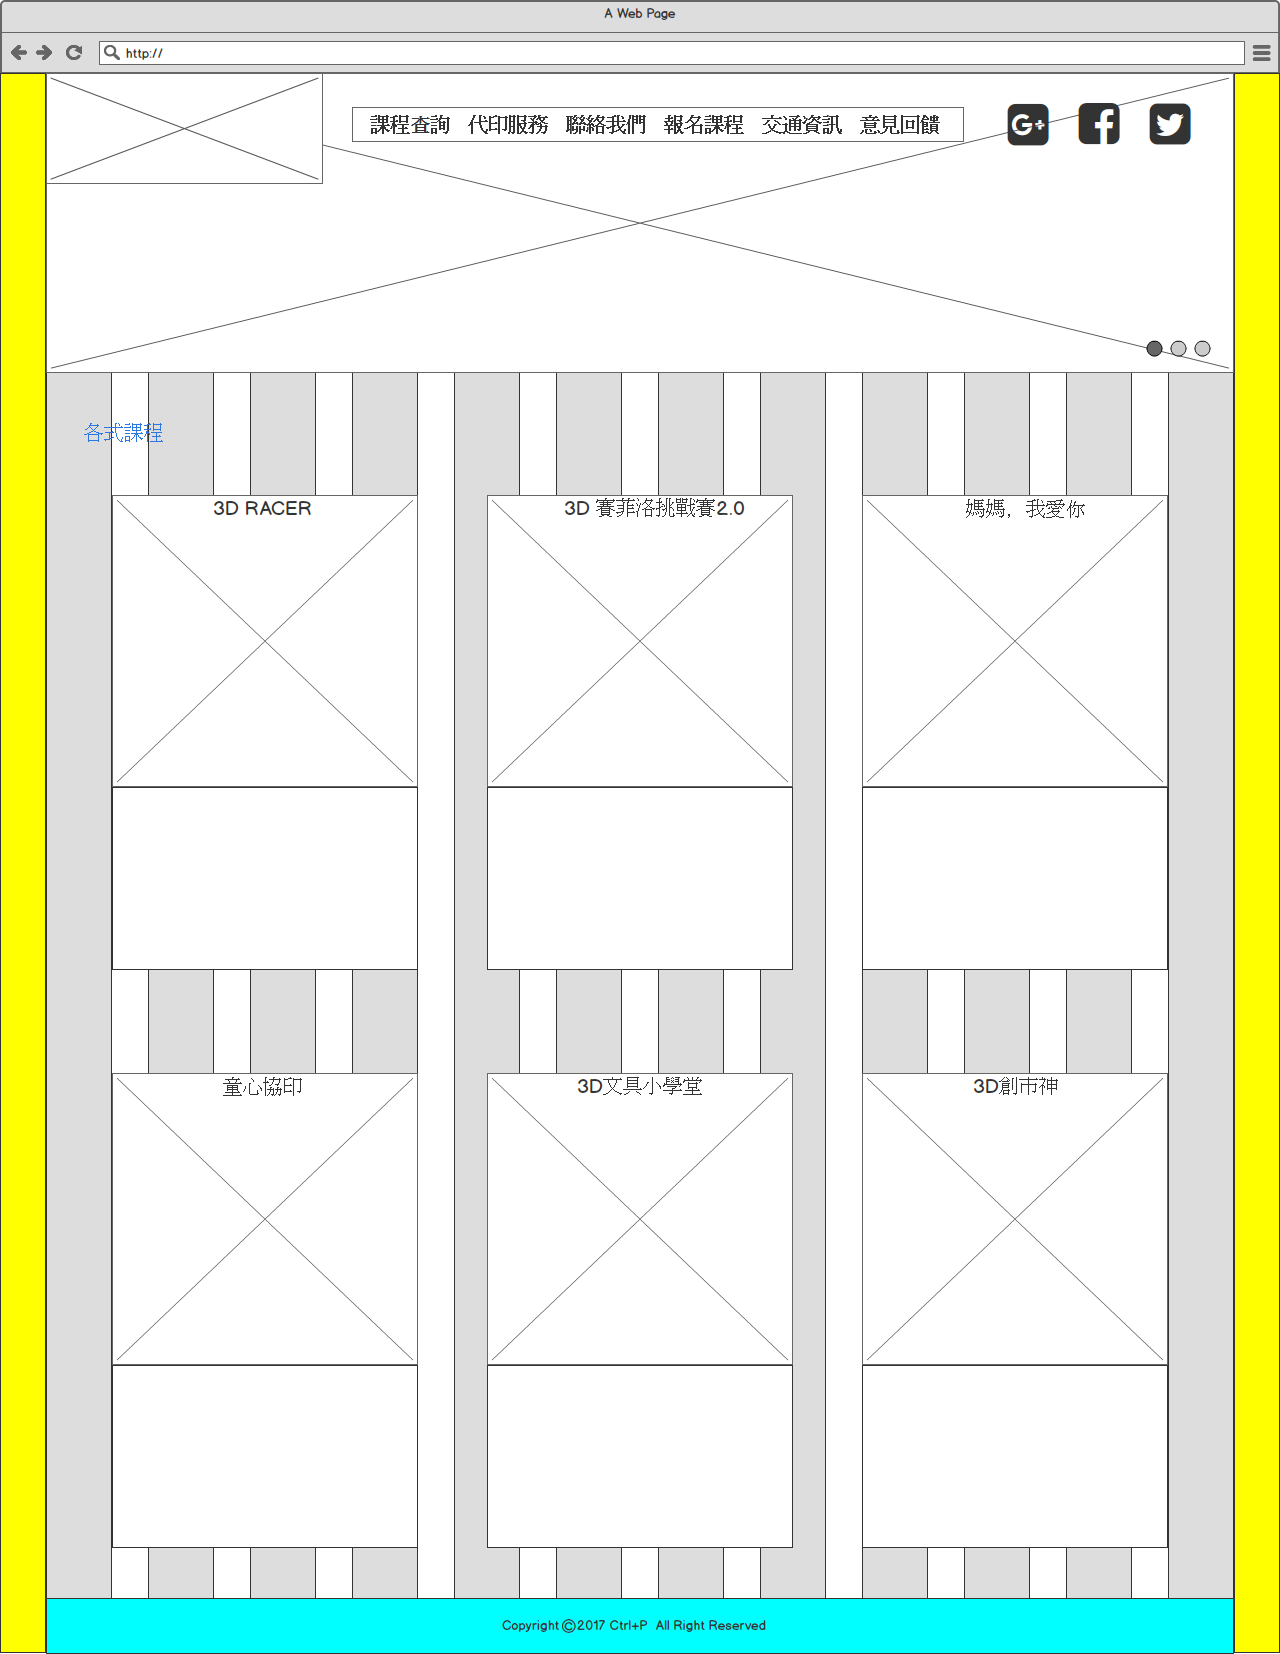 A Web Page
http://
課程查詢 代印服務 聯絡我們 報名課程 交通資訊 意見回饋
各式課程
3D RACER
3D 賽菲洛挑戰賽2.0
媽媽，我愛你
童心協印
3D文具小學堂
3D創市神
Copyright ©2017 Ctrl+P All Right Reserved